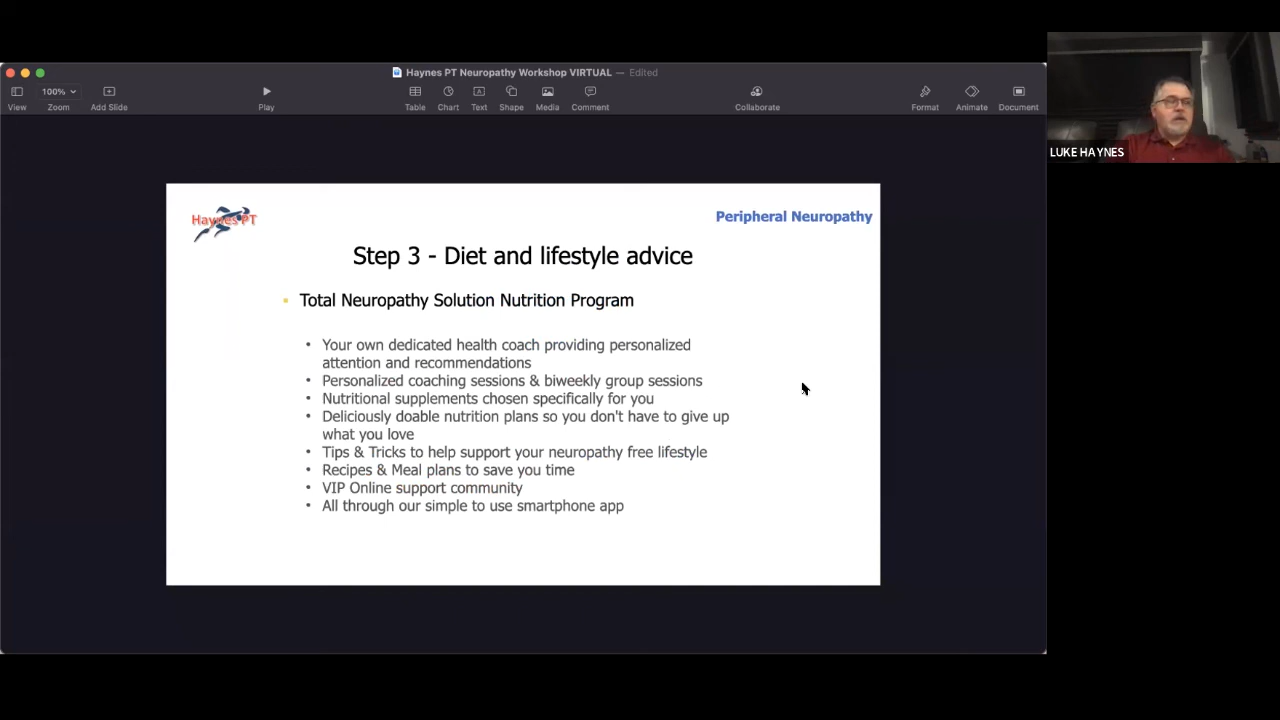 Haynes PT Neuropathy Workshop VIRTUAL — Edited
100%
View Zoom Add Slide Play Table Chart Text Shape Media Comment Collaborate Format Animate Document
LUKE HAYNES
Haynes PT
Peripheral Neuropathy
Step 3 - Diet and lifestyle advice
Total Neuropathy Solution Nutrition Program
• Your own dedicated health coach providing personalized
attention and recommendations
• Personalized coaching sessions & biweekly group sessions
• Nutritional supplements chosen specifically for you
• Deliciously doable nutrition plans so you don't have to give up
what you love
• Tips & Tricks to help support your neuropathy free lifestyle
• Recipes & Meal plans to save you time
• VIP Online support community
• All through our simple to use smartphone app